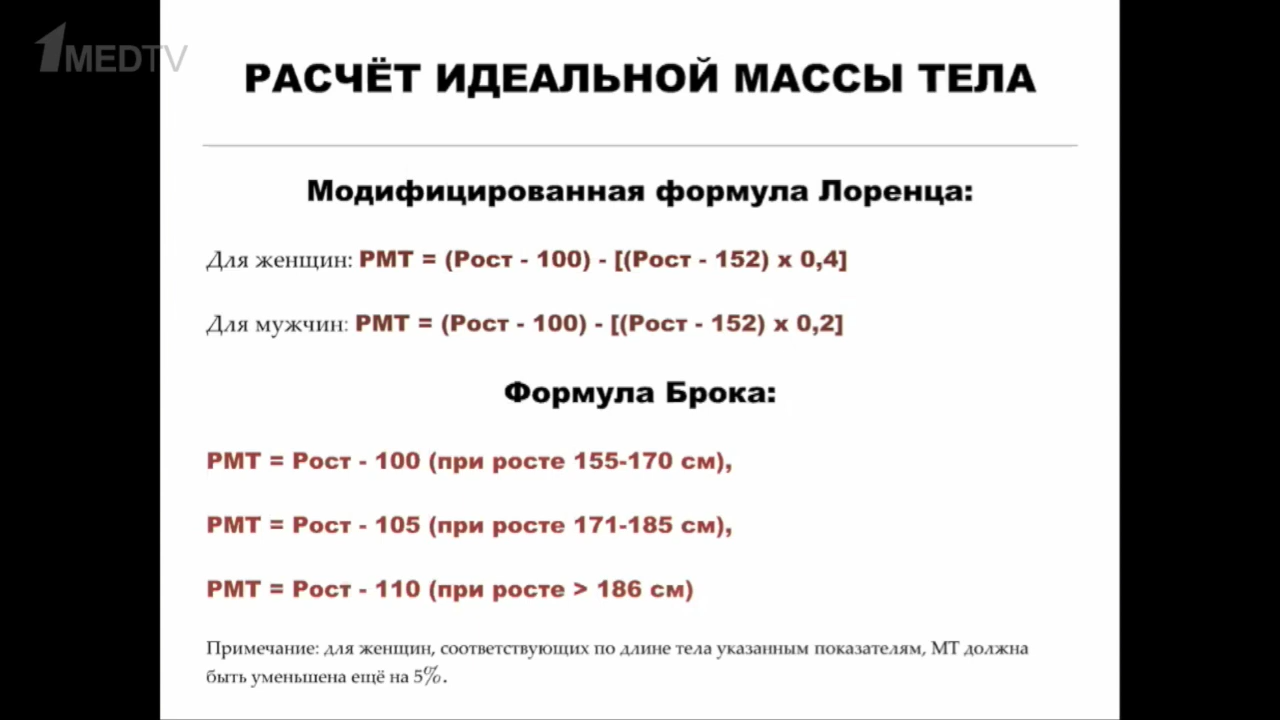 1MEDTV
РАСЧЁТ ИДЕАЛЬНОЙ МАССЫ ТЕЛА
Модифицированная формула Лоренца:
Для женщин: РМТ = (Рост - 100) - [(Рост - 152) х 0,4]
Для мужчин: РМТ = (Рост - 100) - [(Рост - 152) х 0,2]
Формула Брока:
РМТ = Рост - 100 (при росте 155-170 см),
РМТ = Рост - 105 (при росте 171-185 см),
РМТ = Рост - 110 (при росте > 186 см)
Примечание: для женщин, соответствующих по длине тела указанным показателям, МТ должна
быть уменьшена ещё на 5%.